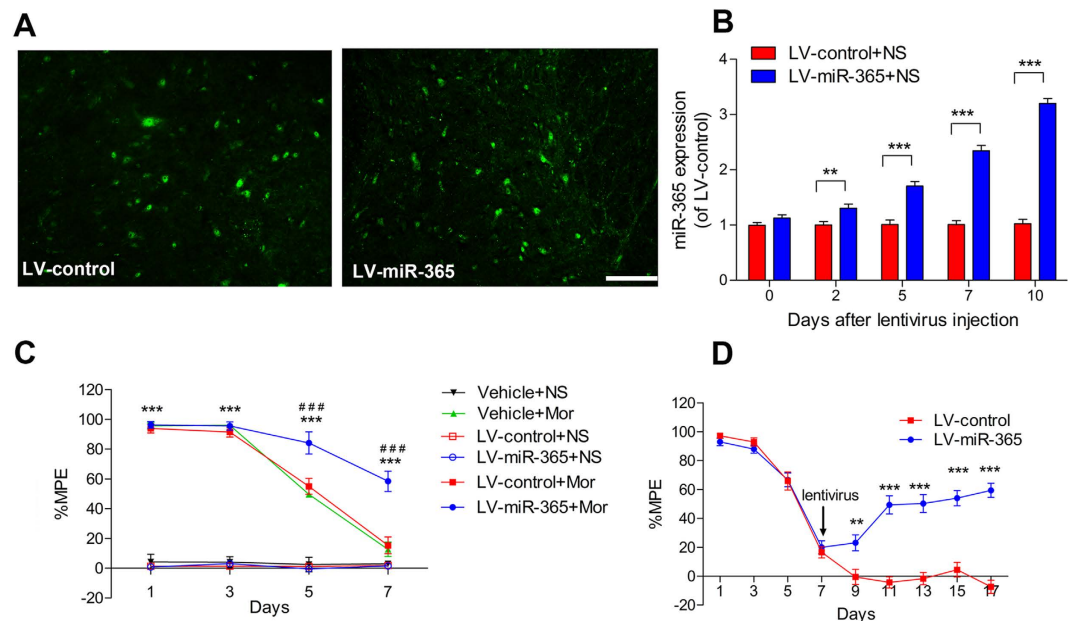 A
LV-control
LV-miR-365
B
LV-control+NS
LV-miR-365+NS
miR-365 expression
(of LV-control)
4
3
2
1
0
**
***
***
***
0 2 5 7 10
Days after lentivirus injection
C
%MPE
120
100
80
60
40
20
0
-20
***
***
###
***
###
***
1 3 5 7
Days
Vehicle+NS
Vehicle+Mor
LV-control+NS
LV-miR-365+NS
LV-control+Mor
LV-miR-365+Mor
D
%MPE
120
100
80
60
40
20
0
-20
LV-control
LV-miR-365
lentivirus
**
***
***
***
***
1 3 5 7 9 11 13 15 17
Days